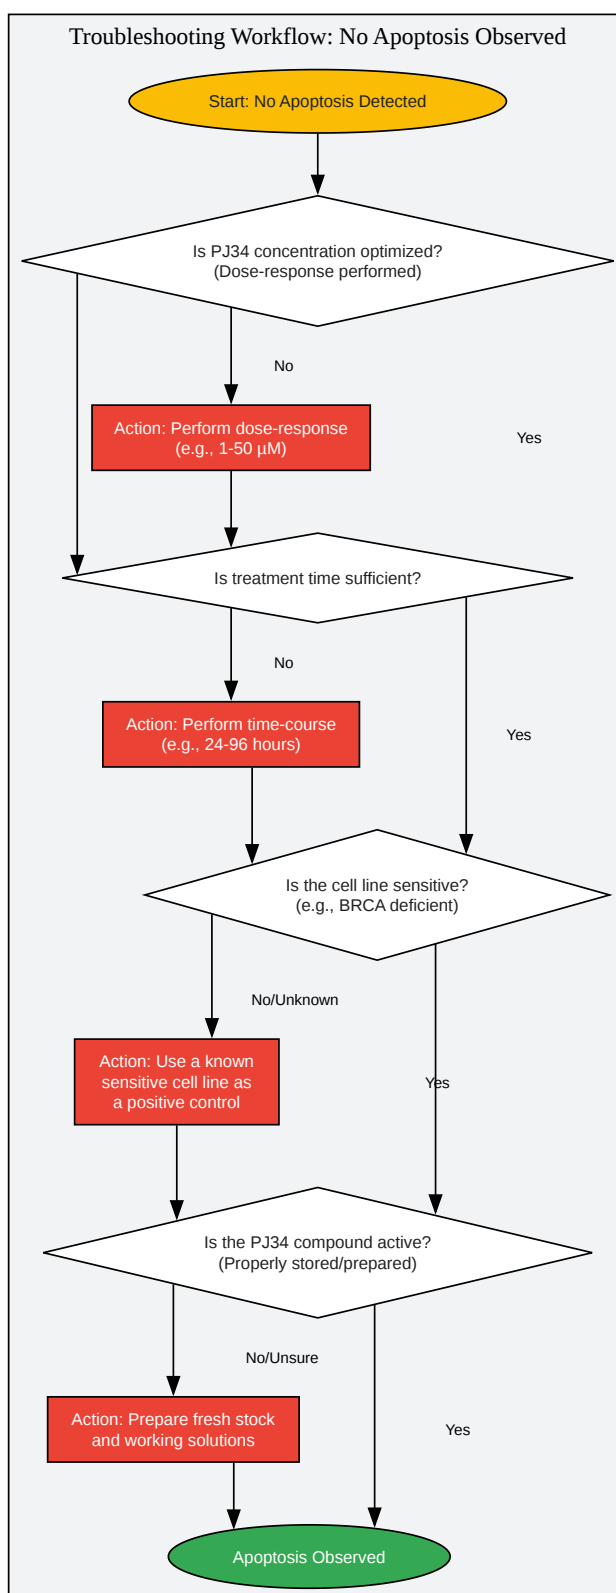 Troubleshooting Workflow: No Apoptosis Observed
Start: No Apoptosis Detected
Is PJ34 concentration optimized?
(Dose-response performed)
No
Action: Perform dose-response
(e.g., 1-50 µM)
Yes
Is treatment time sufficient?
No
Action: Perform time-course
(e.g., 24-96 hours)
Yes
Is the cell line sensitive?
(e.g., BRCA deficient)
No/Unknown
Action: Use a known
sensitive cell line as
a positive control
Yes
Is the PJ34 compound active?
(Properly stored/prepared)
No/Unsure
Action: Prepare fresh stock
and working solutions
Yes
Apoptosis Observed